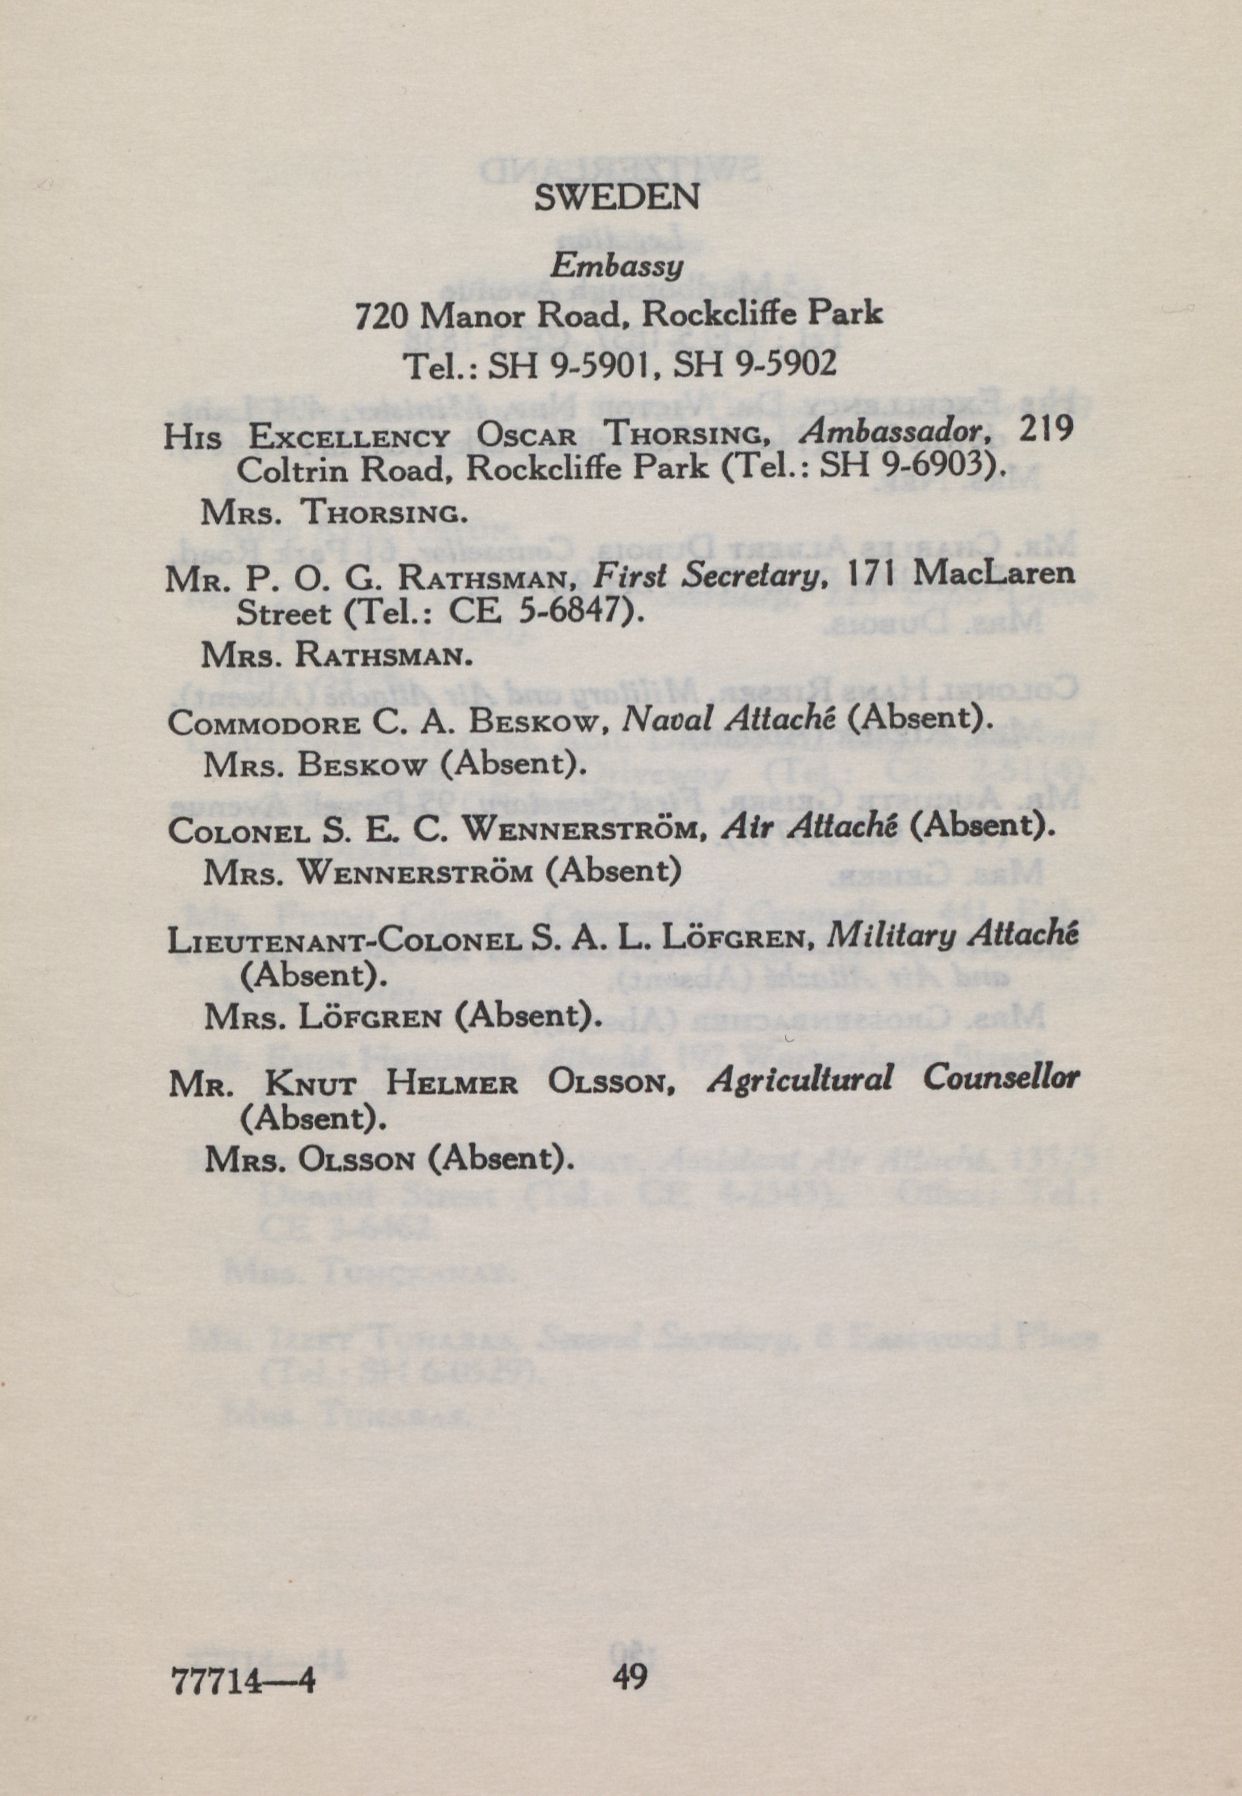 SWEDEN
Embassy
720 Manor Road, Rockcliffe Park
Tel.: SH 9-5901, SH 9-5902
His Excellency Oscar Thorsing, Ambassador, 219
Coltrin Road, Rockcliffe Park (Tel.: SH 9-6903).
Mrs. Thorsing.
Mr. P. O. G. Rathsman, First Secretary, 171 MacLaren
Street (Tel.: CE 5-6847).
Mrs. Rathsman.
Commodore C. A. Beskow, Naval Attaché (Absent).
Mrs. Beskow (Absent).
Colonel S. E. C. Wennerström, Air Attaché (Absent).
Mrs. Wennerström (Absent)
Lieutenant-Colonel S. A. L. Löfgren, Military Attaché
(Absent).
Mrs. Löfgren (Absent).
Mr. Knut Helmer Olsson, Agricultural Counsellor
(Absent).
Mrs. Olsson (Absent).
77714—4
49